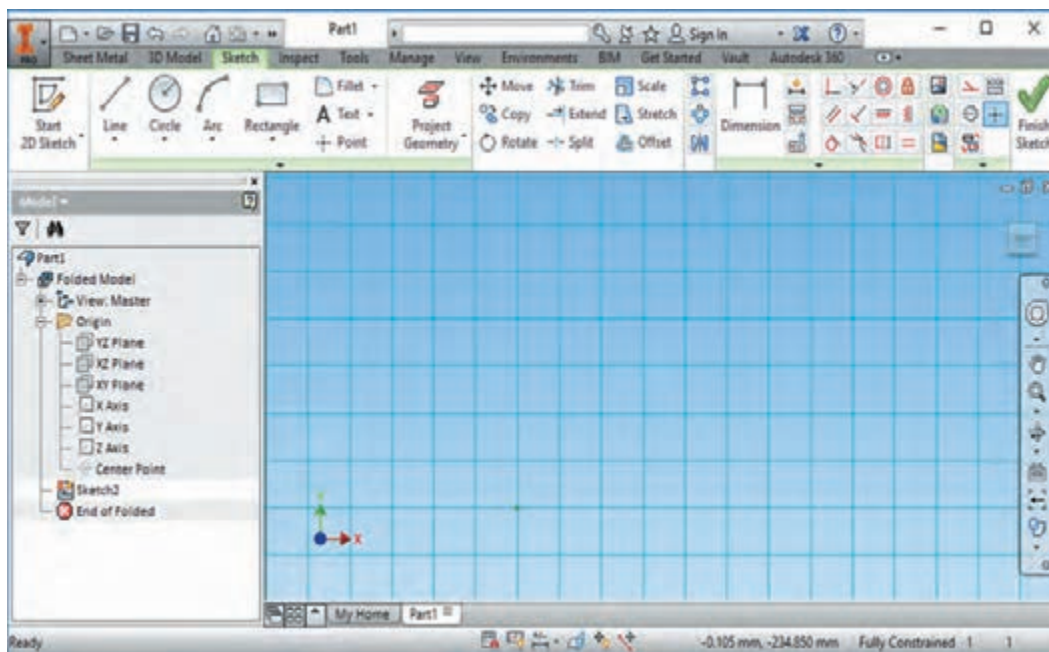 Part1
Sign In
PRO
Sheet Metal 3D Model Sketch Inspect Tools Manage View Environments BIM Get Started Vault Autodesk 360
Start 2D Sketch
Line
Circle
Arc
Rectangle
Fillet
Text
Point
Project Geometry
Move
Copy
Rotate
Trim
Extend
Split
Scale
Stretch
Offset
Dimension
Finish Sketch
Model
Part1
Folded Model
View: Master
Origin
YZ Plane
XZ Plane
XY Plane
X Axis
Y Axis
Z Axis
Center Point
Sketch2
End of Folded
X
My Home Part1
Ready
-0.105 mm, -234.850 mm Fully Constrained 1 1